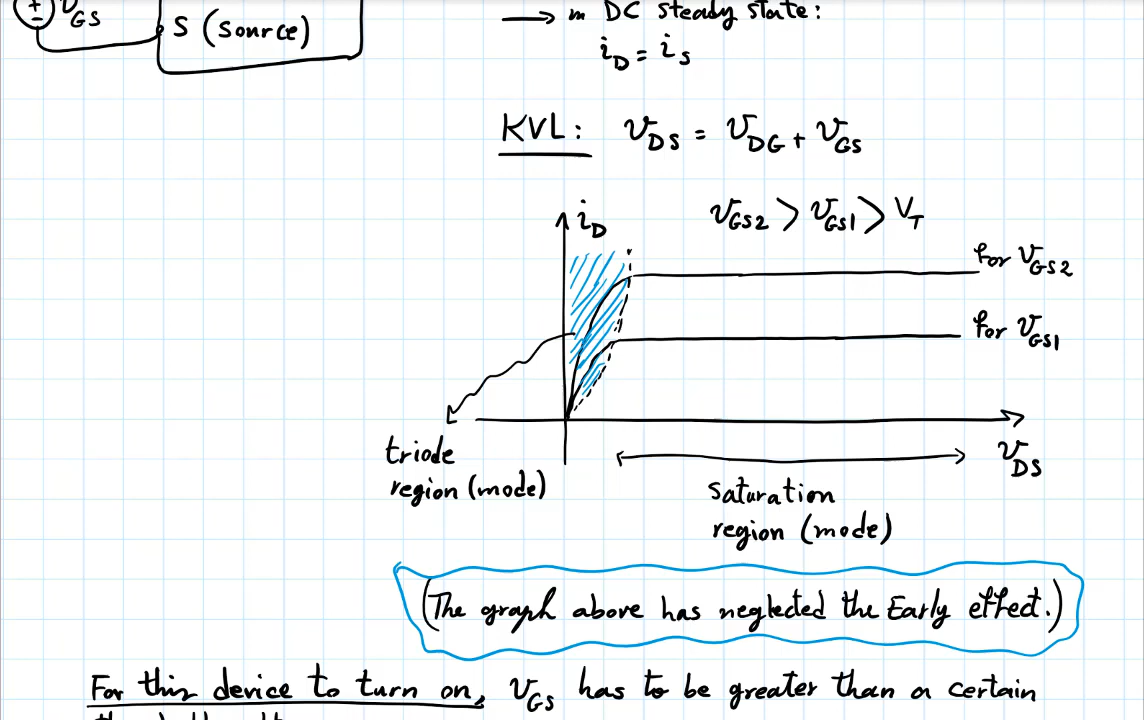 +
-
v_GS
S (source)
→ in DC steady state:
i_D = i_S
KVL: v_DS = v_DG + v_GS
i_D
v_GS2 > v_GS1 > V_T
for v_GS2
for v_GS1
v_DS
triode
region (mode)
saturation
region (mode)
(The graph above has neglected the Early effect.)
For this device to turn on, v_GS has to be greater than a certain